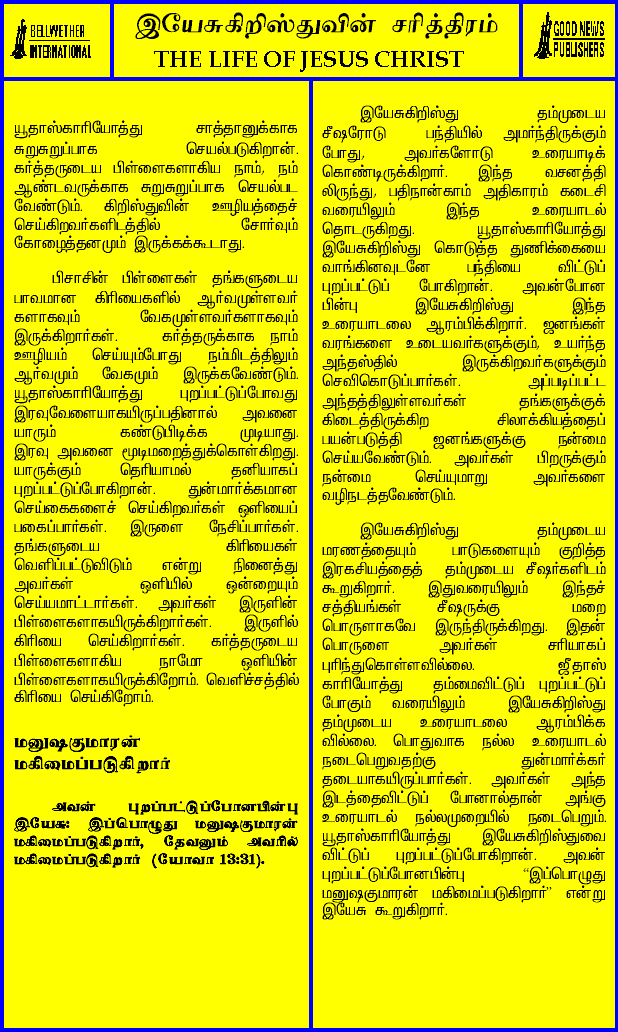 BELLWETHER
INTERNATIONAL
இயேசுகிறிஸ்துவின் சரித்திரம்
THE LIFE OF JESUS CHRIST
GOOD NEWS
PUBLISHERS
யூதாஸ்காரியோத்து சாத்தானுக்காக
சுறுசுறுப்பாக செயல்படுகிறான்.
கர்த்தருடைய பிள்ளைகளாகிய நாம், நம்
ஆண்டவருக்காக சுறுசுறுப்பாக செயல்பட
வேண்டும். கிறிஸ்துவின் ஊழியத்தைச்
செய்கிறவர்களிடத்தில் சோர்வும்
கோழைத்தனமும் இருக்கக்கூடாது.
பிசாசின் பிள்ளைகள் தங்களுடைய
பாவமான கிரியைகளில் ஆர்வமுள்ளவர்
களாகவும் வேகமுள்ளவர்களாகவும்
இருக்கிறார்கள். கர்த்தருக்காக நாம்
ஊழியம் செய்யும்போது நம்மிடத்திலும்
ஆர்வமும் வேகமும் இருக்கவேண்டும்.
யூதாஸ்காரியோத்து புறப்பட்டுப்போவது
இரவுவேளையாகயிருப்பதினால் அவனை
யாரும் கண்டுபிடிக்க முடியாது.
இரவு அவனை மூடிமறைத்துக்கொள்கிறது.
யாருக்கும் தெரியாமல் தனியாகப்
புறப்பட்டுப்போகிறான். துன்மார்க்கமான
செய்கைகளைச் செய்கிறவர்கள் ஒளியைப்
பகைப்பார்கள். இருளை நேசிப்பார்கள்.
தங்களுடைய கிரியைகள்
வெளிப்பட்டுவிடும் என்று நினைத்து
அவர்கள் ஒளியில் ஒன்றையும்
செய்யமாட்டார்கள். அவர்கள் இருளின்
பிள்ளைகளாகயிருக்கிறார்கள். இருளில்
கிரியை செய்கிறார்கள். கர்த்தருடைய
பிள்ளைகளாகிய நாமோ ஒளியின்
பிள்ளைகளாகயிருக்கிறோம். வெளிச்சத்தில்
கிரியை செய்கிறோம்.
மனுஷகுமாரன்
மகிமைப்படுகிறார்
அவன் புறப்பட்டுப்போனபின்பு
இயேசு: இப்பொழுது மனுஷகுமாரன்
மகிமைப்படுகிறார், தேவனும் அவரில்
மகிமைப்படுகிறார் (யோவா 13:31).
இயேசுகிறிஸ்து தம்முடைய
சீஷரோடு பந்தியில் அமர்ந்திருக்கும்
போது, அவர்களோடு உரையாடிக்
கொண்டிருக்கிறார். இந்த வசனத்தி
லிருந்து, பதினான்காம் அதிகாரம் கடைசி
வரையிலும் இந்த உரையாடல்
தொடருகிறது. யூதாஸ்காரியோத்து
இயேசுகிறிஸ்து கொடுத்த துணிக்கையை
வாங்கினவுடனே பந்தியை விட்டுப்
புறப்பட்டுப் போகிறான். அவன்போன
பின்பு இயேசுகிறிஸ்து இந்த
உரையாடலை ஆரம்பிக்கிறார். ஜனங்கள்
வரங்களை உடையவர்களுக்கும், உயர்ந்த
அந்தஸ்தில் இருக்கிறவர்களுக்கும்
செவிகொடுப்பார்கள். அப்படிப்பட்ட
அந்தத்திலுள்ளவர்கள் தங்களுக்குக்
கிடைத்திருக்கிற சிலாக்கியத்தைப்
பயன்படுத்தி ஜனங்களுக்கு நன்மை
செய்யவேண்டும். அவர்கள் பிறருக்கும்
நன்மை செய்யுமாறு அவர்களை
வழிநடத்தவேண்டும்.
இயேசுகிறிஸ்து தம்முடைய
மரணத்தையும் பாடுகளையும் குறித்த
இரகசியத்தைத் தம்முடைய சீஷர்களிடம்
கூறுகிறார். இதுவரையிலும் இந்தச்
சத்தியங்கள் சீஷருக்கு மறை
பொருளாகவே இருந்திருக்கிறது. இதன்
பொருளை அவர்கள் சரியாகப்
புரிந்துகொள்ளவில்லை. ஜீதாஸ்
காரியோத்து தம்மைவிட்டுப் புறப்பட்டுப்
போகும் வரையிலும் இயேசுகிறிஸ்து
தம்முடைய உரையாடலை ஆரம்பிக்க
வில்லை. பொதுவாக நல்ல உரையாடல்
நடைபெறுவதற்கு துன்மார்க்கர்
தடையாகயிருப்பார்கள். அவர்கள் அந்த
இடத்தைவிட்டுப் போனால்தான் அங்கு
உரையாடல் நல்லமுறையில் நடைபெறும்.
யூதாஸ்காரியோத்து இயேசுகிறிஸ்துவை
விட்டுப் புறப்பட்டுப்போகிறான். அவன்
புறப்பட்டுப்போனபின்பு “இப்பொழுது
மனுஷகுமாரன் மகிமைப்படுகிறார்” என்று
இயேசு கூறுகிறார்.